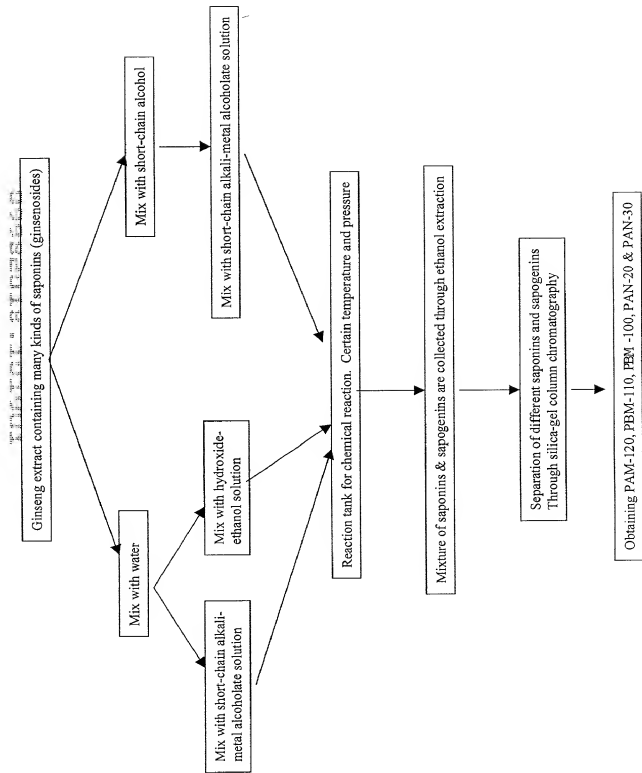 Ginseng extract containing many kinds of saponins (ginsenosides)
Mix with water
Mix with short-chain alcohol
Mix with short-chain alkali-
metal alcoholate solution
Mix with hydroxide-
ethanol solution
Mix with short-chain alkali-metal alcoholate solution
Reaction tank for chemical reaction. Certain temperature and pressure
Mixture of saponins & sapogenins are collected through ethanol extraction
Separation of different saponins and sapogenins
Through silica-gel column chromatography
Obtaining PAM-120, PBM-110, PBM -100, PAN-20 & PAN-30